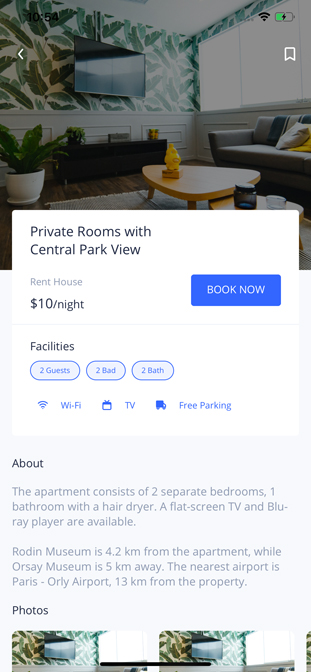 10:54
Private Rooms with
Central Park View
Rent House
$10/night
BOOK NOW
Facilities
2 Guests
2 Bad
2 Bath
Wi-Fi
TV
Free Parking
About
The apartment consists of 2 separate bedrooms, 1
bathroom with a hair dryer. A flat-screen TV and Blu-
ray player are available.
Rodin Museum is 4.2 km from the apartment, while
Orsay Museum is 5 km away. The nearest airport is
Paris - Orly Airport, 13 km from the property.
Photos